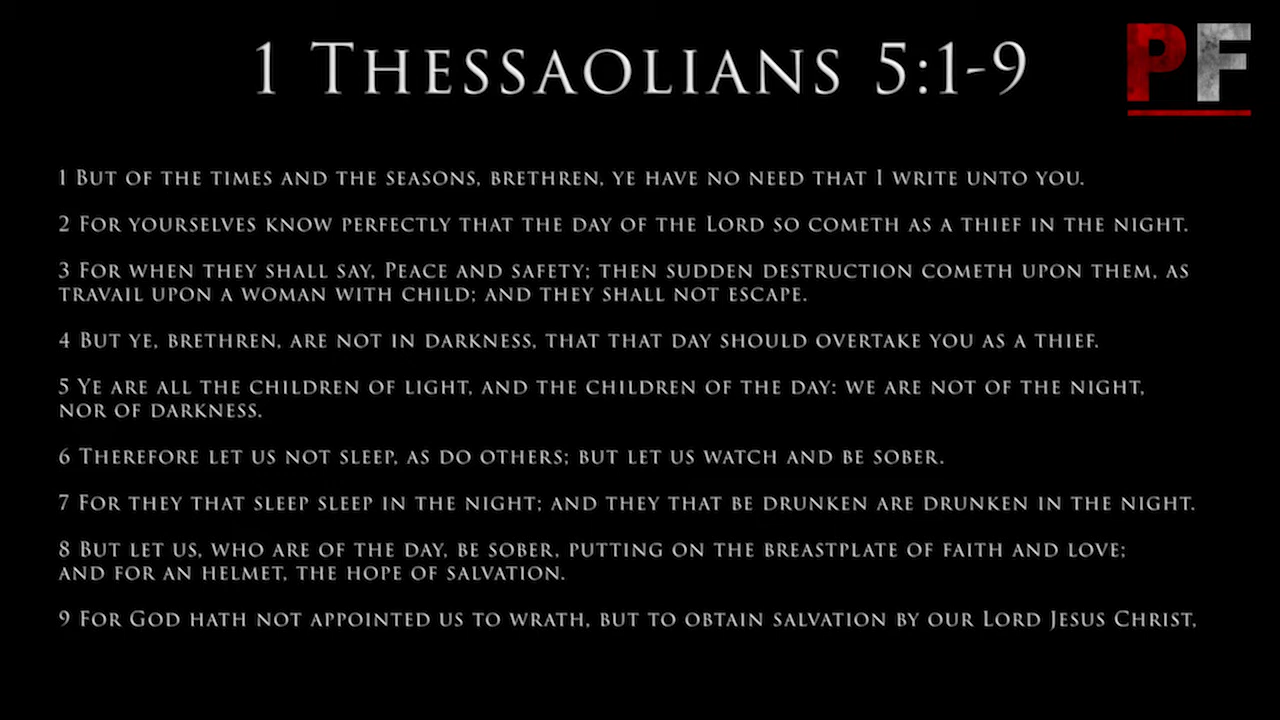 1 Thessaolians 5:1-9
PF
1 But of the times and the seasons, brethren, ye have no need that I write unto you.
2 For yourselves know perfectly that the day of the Lord so cometh as a thief in the night.
3 For when they shall say, Peace and safety; then sudden destruction cometh upon them, as
travail upon a woman with child; and they shall not escape.
4 But ye, brethren, are not in darkness, that that day should overtake you as a thief.
5 Ye are all the children of light, and the children of the day: we are not of the night,
nor of darkness.
6 Therefore let us not sleep, as do others; but let us watch and be sober.
7 For they that sleep sleep in the night; and they that be drunken are drunken in the night.
8 But let us, who are of the day, be sober, putting on the breastplate of faith and love;
and for an helmet, the hope of salvation.
9 For God hath not appointed us to wrath, but to obtain salvation by our Lord Jesus Christ,